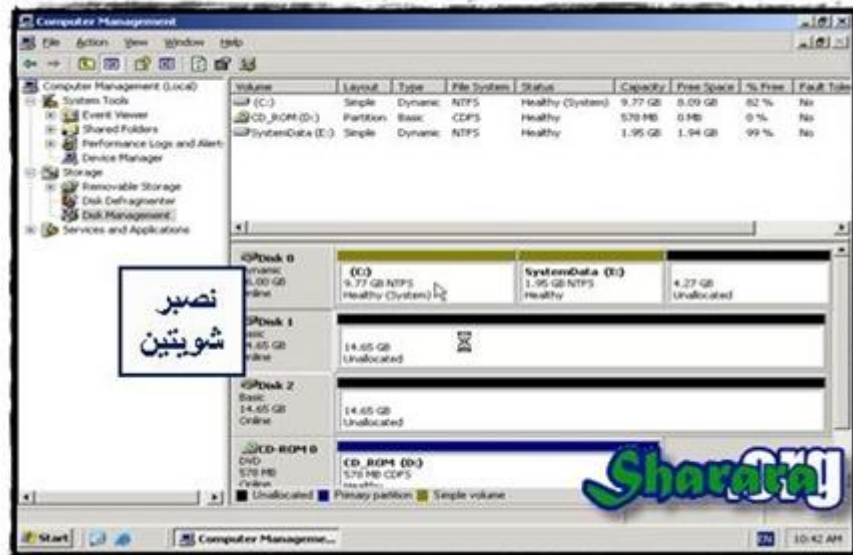 Computer Management
File Action View Window Help
Computer Management (Local)
System Tools
Event Viewer
Shared Folders
Performance Logs and Alert
Device Manager
Storage
Removable Storage
Disk Defragmenter
Disk Management
Services and Applications
Volume Layout Type File System Status Capacity Free Space % Free Fault Tole
(C:) Simple Dynamic NTFS Healthy (System) 9.77 GB 8.09 GB 82 % No
CD_ROM (D:) Partition Basic CDFS Healthy 578 MB 0 MB 0 % No
SystemData (E:) Simple Dynamic NTFS Healthy 1.95 GB 1.94 GB 99 % No
Disk 0
(C:)
9.77 GB NTFS
Healthy (System)
SystemData (E:)
1.95 GB NTFS
Healthy
4.27 GB
Unallocated
نصبر
شويتين
Disk 1
14.65 GB
Unallocated
Disk 2
Basic
14.65 GB
Online
14.65 GB
Unallocated
CD-ROM 0
DVD
578 MB
Online
CD_ROM (D:)
578 MB CDFS
Unallocated Primary partition Simple volume
Sharara.org
Start
Computer Manageme...
EN
10:42 AM